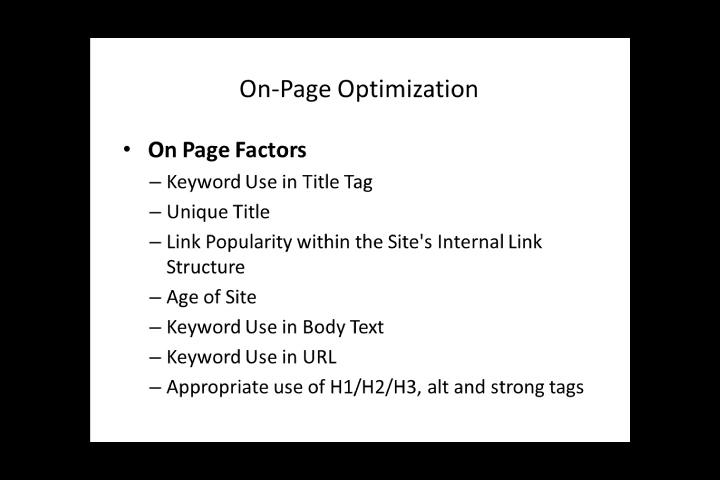 On-Page Optimization
• On Page Factors
– Keyword Use in Title Tag
– Unique Title
– Link Popularity within the Site's Internal Link
Structure
– Age of Site
– Keyword Use in Body Text
– Keyword Use in URL
– Appropriate use of H1/H2/H3, alt and strong tags